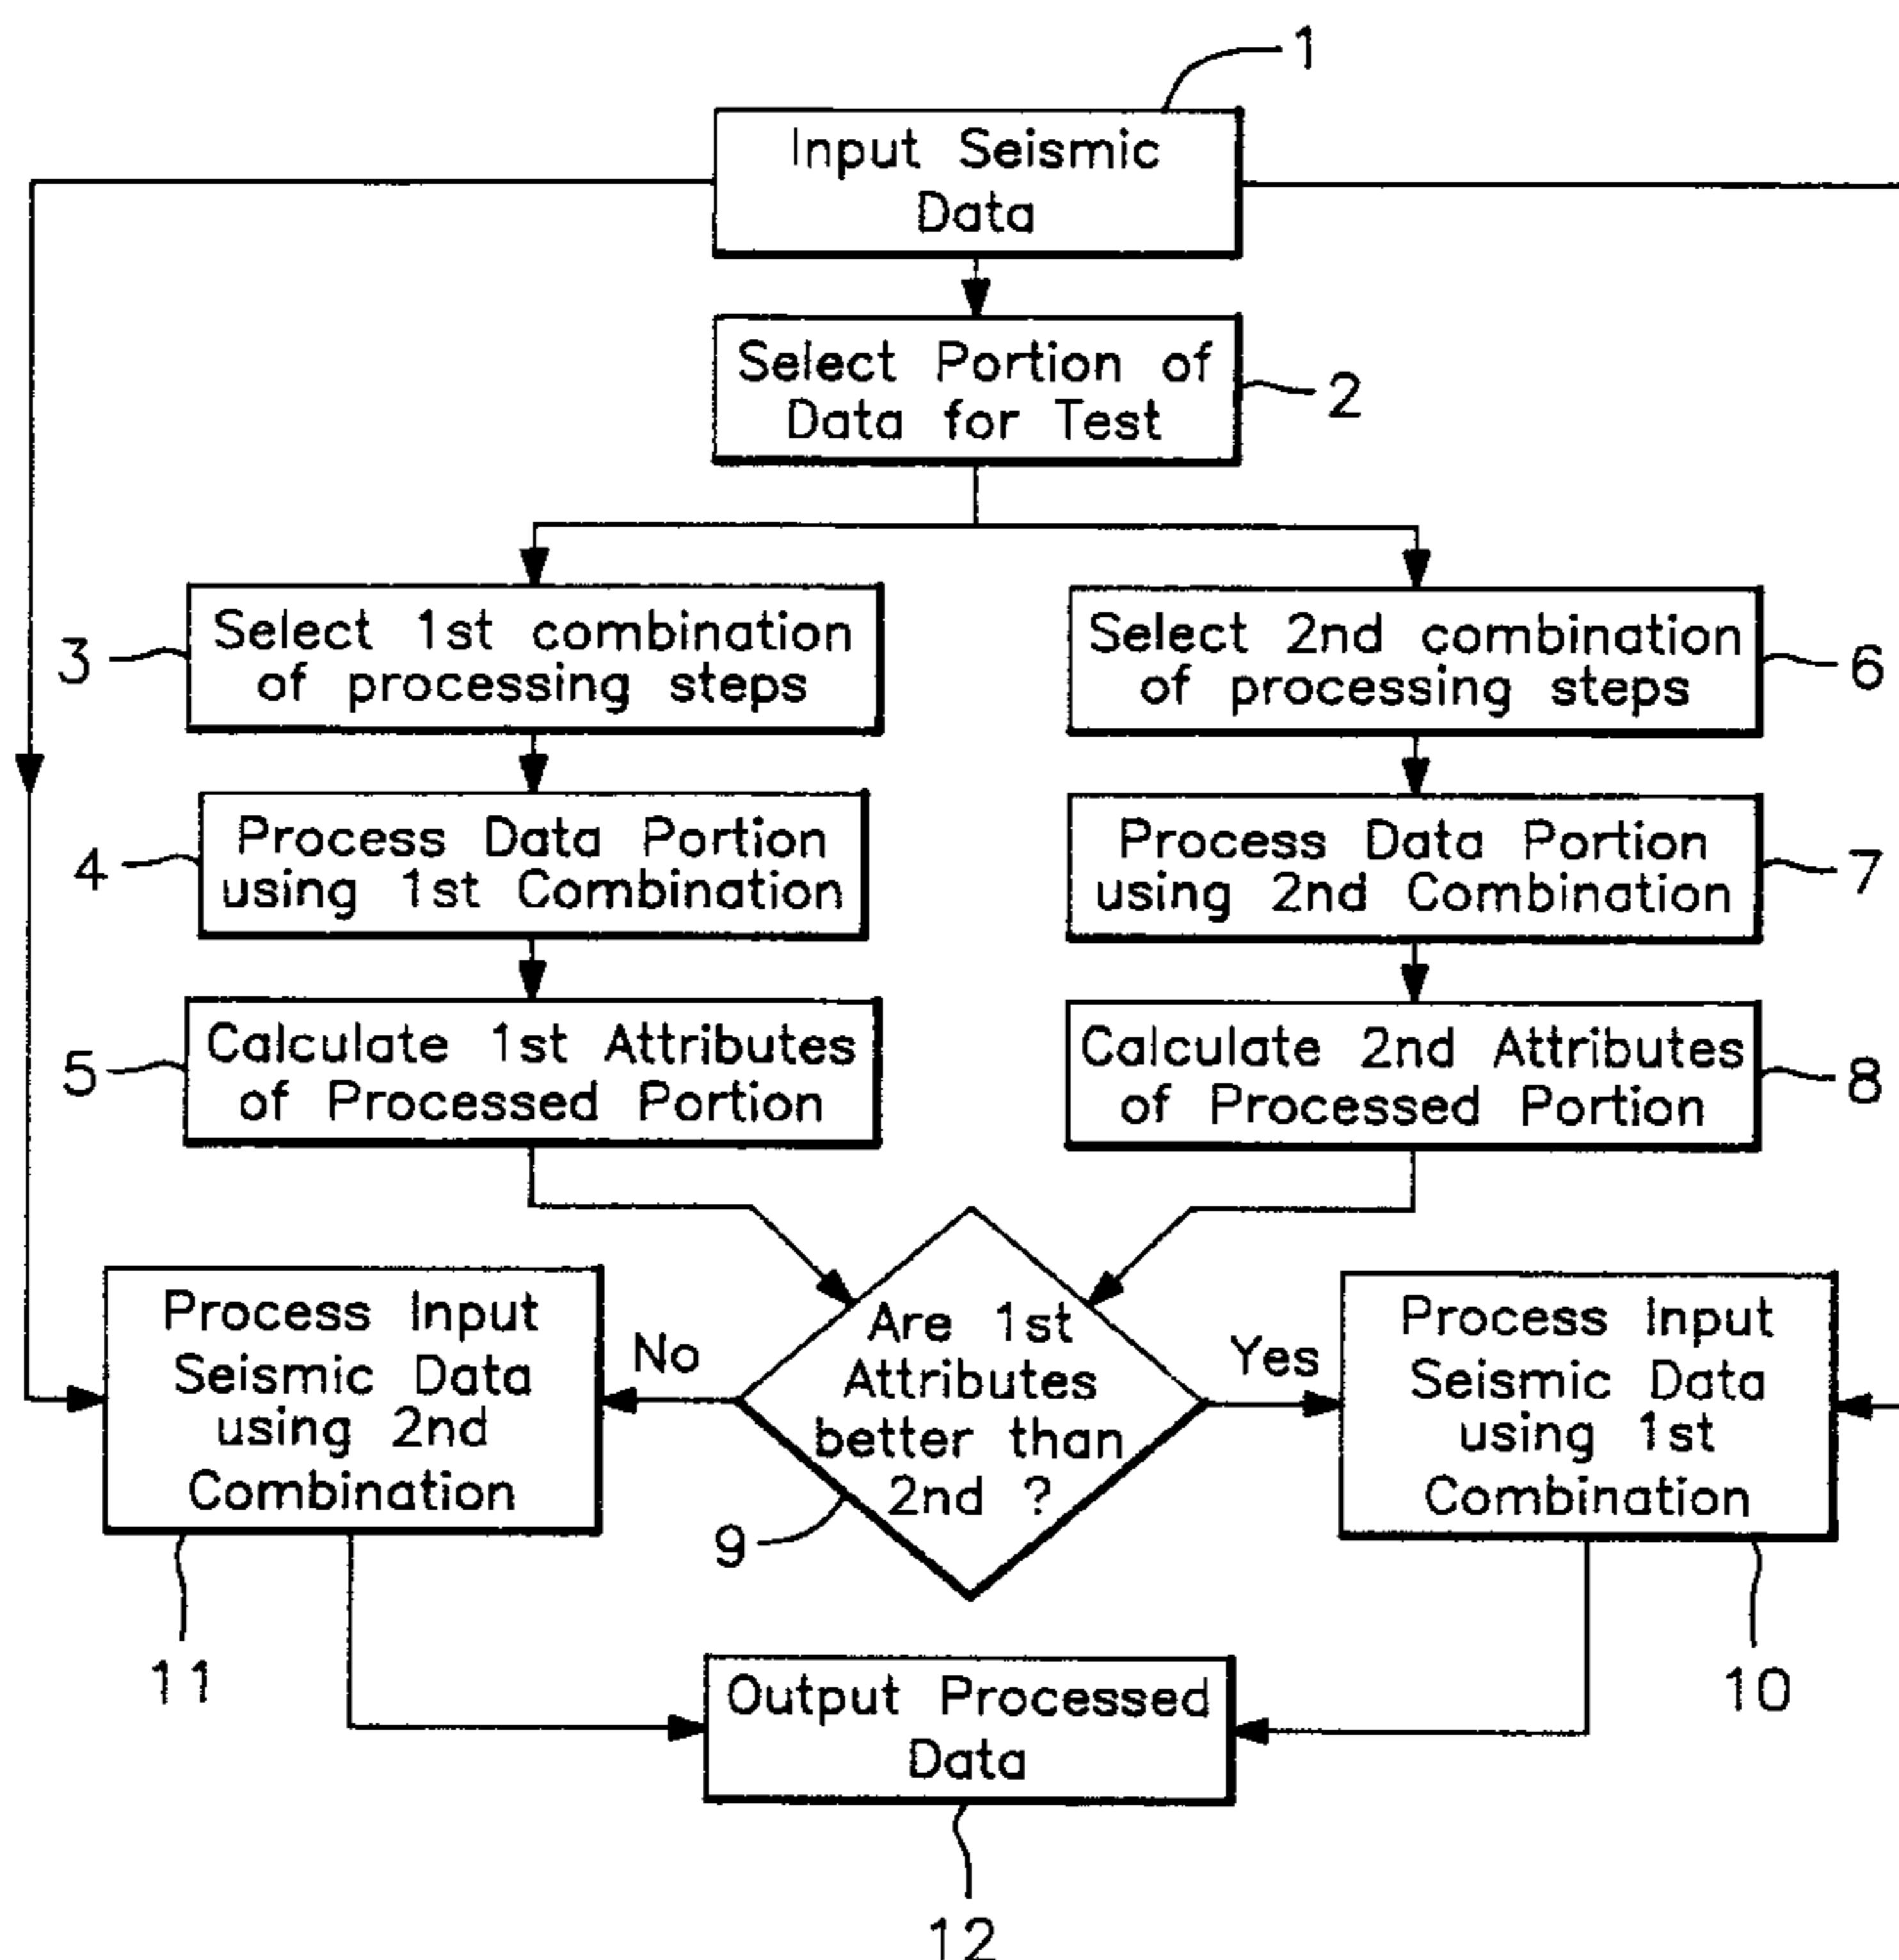 1
Input Seismic
Data
Select Portion of
Data for Test
2
3
Select 1st combination
of processing steps
Select 2nd combination
of processing steps
6
4
Process Data Portion
using 1st Combination
Process Data Portion
using 2nd Combination
7
5
Calculate 1st Attributes
of Processed Portion
Calculate 2nd Attributes
of Processed Portion
8
Process Input
Seismic Data
using 2nd
Combination
No
Are 1st
Attributes
better than
2nd ?
Yes
Process Input
Seismic Data
using 1st
Combination
9
11
10
Output Processed
Data
12